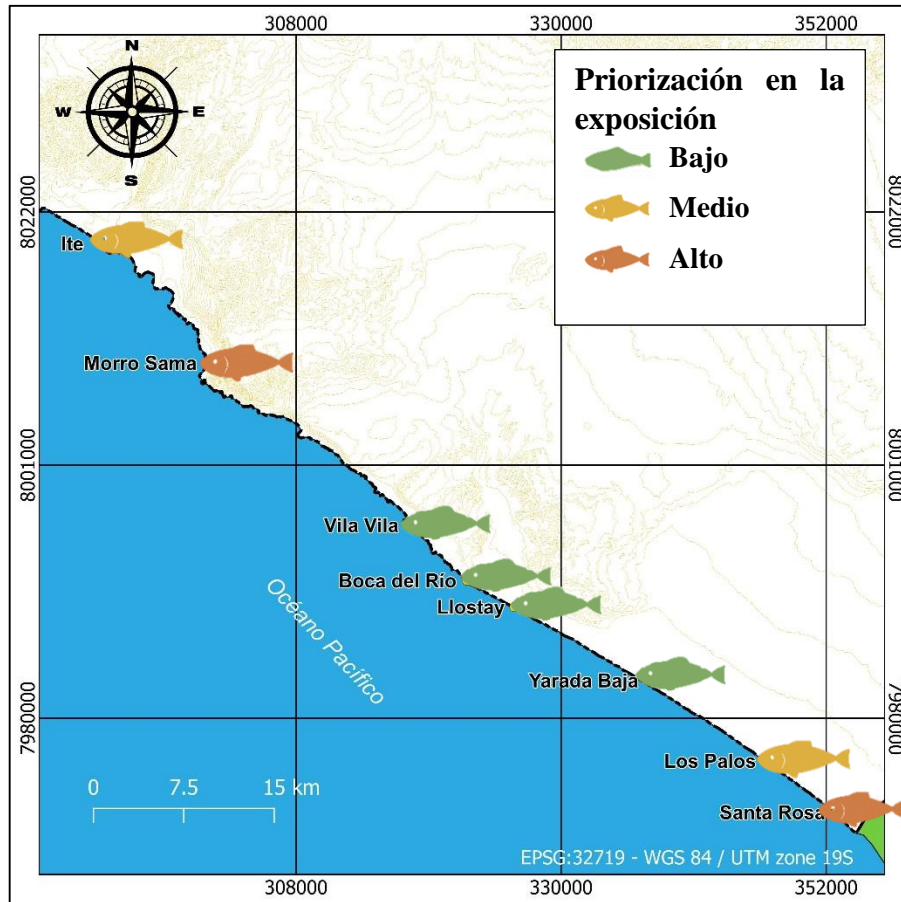 308000
330000
352000
N
W
E
S
Priorización en la
exposición
Bajo
Medio
Alto
8022000
8022000
Ite
Morro Sama
8001000
8001000
Vila Vila
Boca del Río
Llostay
Océano Pacífico
Yarada Baja
7980000
7980000
Los Palos
0 7.5 15 km
Santa Rosa
EPSG:32719 - WGS 84 / UTM zone 19S
308000
330000
352000